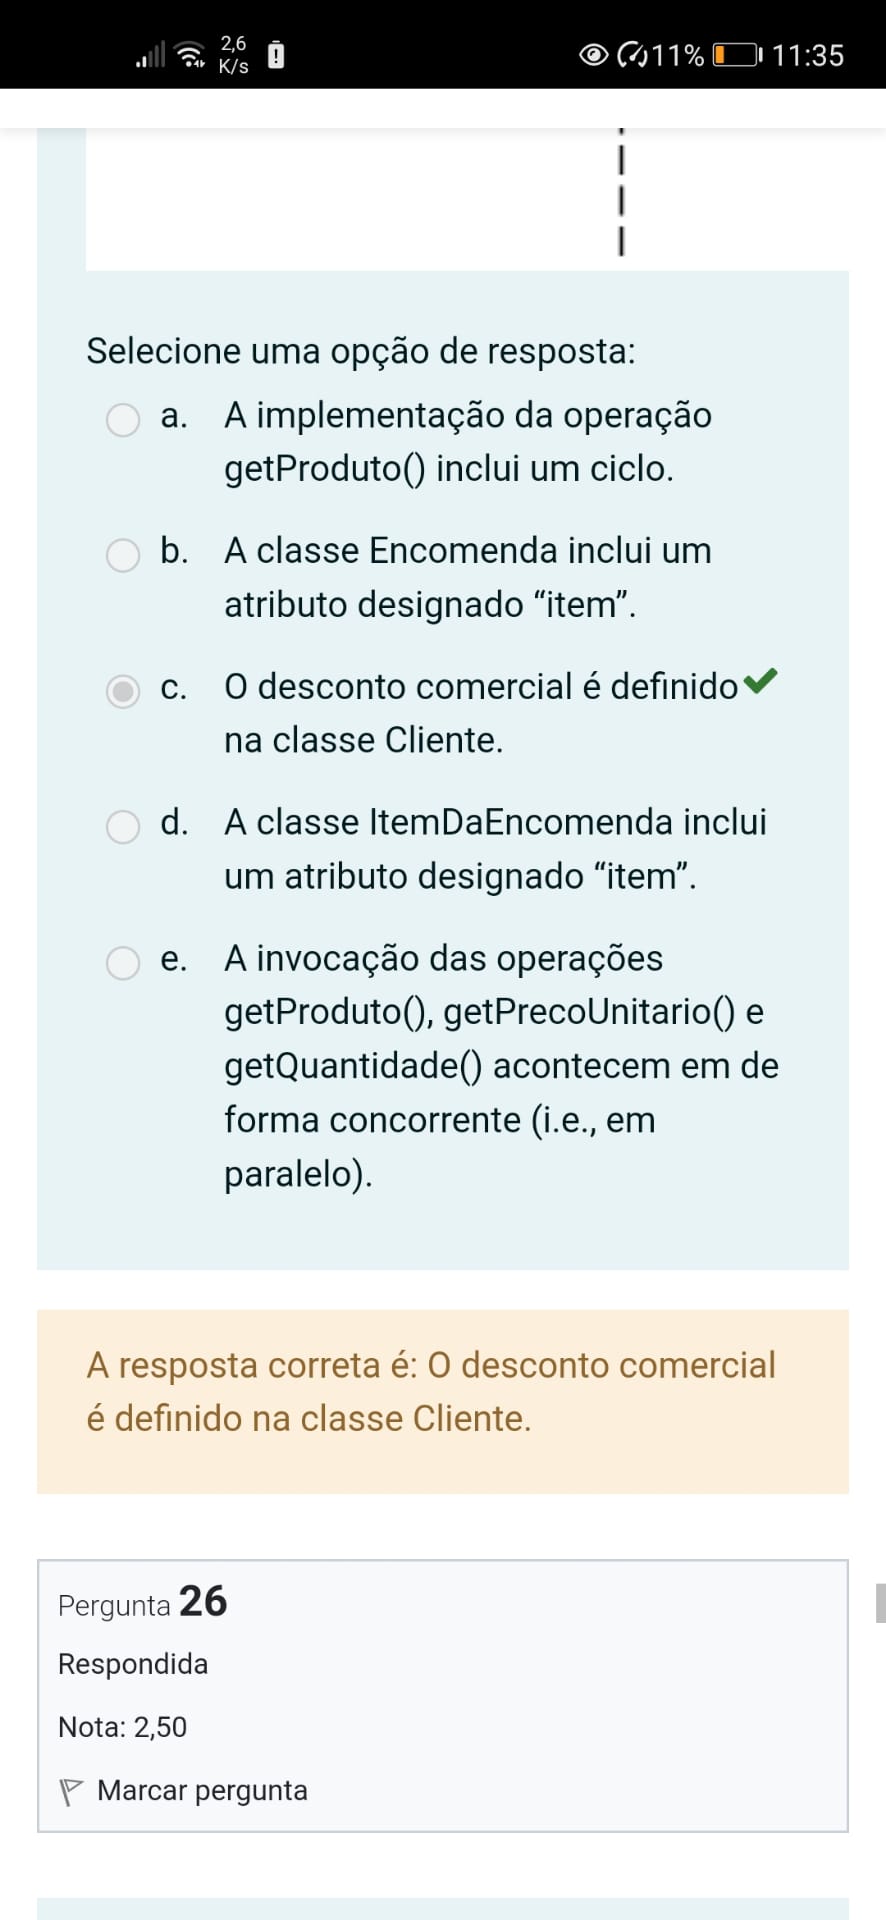 2,6
K/s
11%
11:35
Selecione uma opção de resposta:
a. A implementação da operação
getProduto() inclui um ciclo.
b. A classe Encomenda inclui um
atributo designado “item”.
c. O desconto comercial é definido
na classe Cliente.
d. A classe ItemDaEncomenda inclui
um atributo designado “item”.
e. A invocação das operações
getProduto(), getPrecoUnitario() e
getQuantidade() acontecem em de
forma concorrente (i.e., em
paralelo).
A resposta correta é: O desconto comercial
é definido na classe Cliente.
Pergunta 26
Respondida
Nota: 2,50
Marcar pergunta